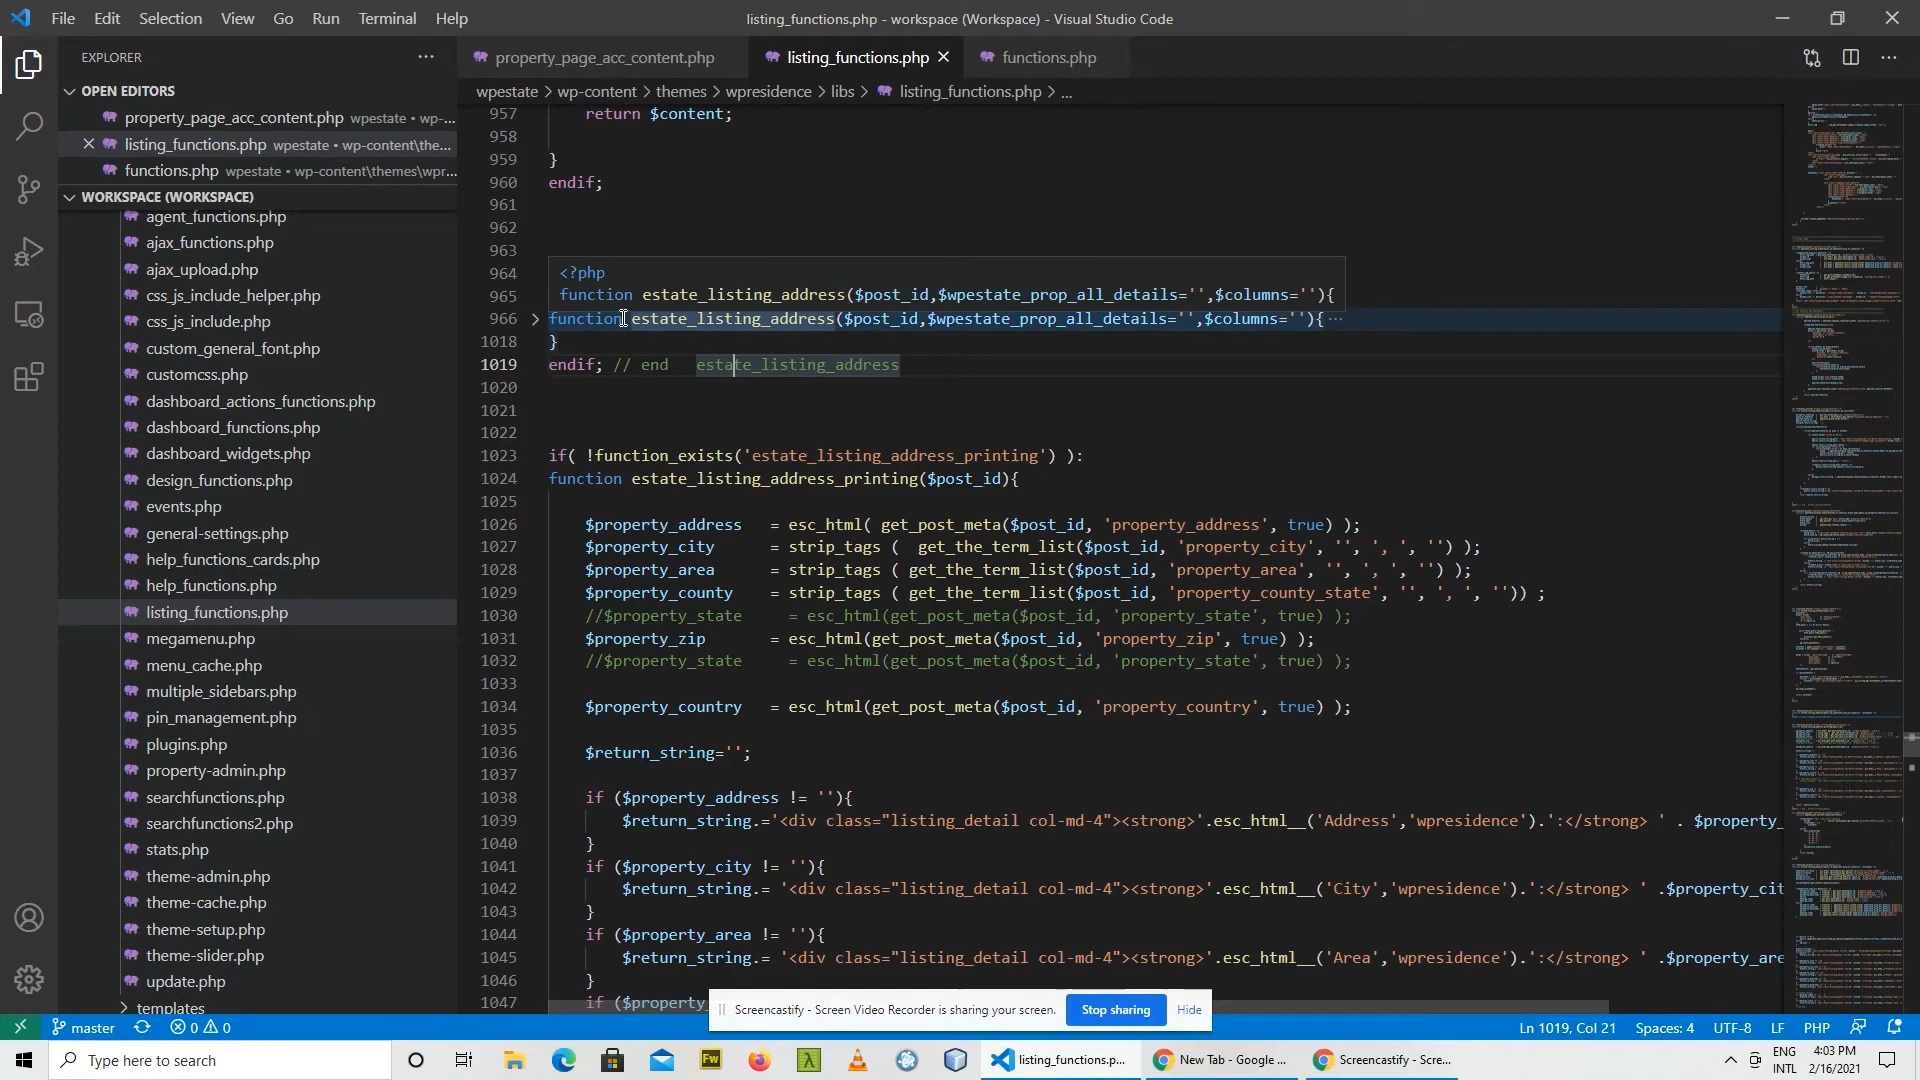 File Edit Selection View Go Run Terminal Help
listing_functions.php - workspace (Workspace) - Visual Studio Code
EXPLORER
OPEN EDITORS
property_page_acc_content.php wpestate • wp-...
listing_functions.php wpestate • wp-content\the...
functions.php wpestate • wp-content\themes\wpr...
WORKSPACE (WORKSPACE)
agent_functions.php
ajax_functions.php
ajax_upload.php
css_js_include_helper.php
css_js_include.php
custom_general_font.php
customcss.php
dashboard_actions_functions.php
dashboard_functions.php
dashboard_widgets.php
design_functions.php
events.php
general-settings.php
help_functions_cards.php
help_functions.php
listing_functions.php
megamenu.php
menu_cache.php
multiple_sidebars.php
pin_management.php
plugins.php
property-admin.php
searchfunctions.php
searchfunctions2.php
stats.php
theme-admin.php
theme-cache.php
theme-setup.php
theme-slider.php
update.php
templates
property_page_acc_content.php listing_functions.php functions.php
wpestate > wp-content > themes > wpresidence > libs > listing_functions.php > ...
957 return $content;
958
959 }
960 endif;
961
962
963
964 <?php
965 function estate_listing_address($post_id,$wpestate_prop_all_details='',$columns=''){
966 function estate_listing_address($post_id,$wpestate_prop_all_details='',$columns=''){ ...
1018 }
1019 endif; // end estate_listing_address
1020
1021
1022
1023 if( !function_exists('estate_listing_address_printing') ):
1024 function estate_listing_address_printing($post_id){
1025
1026 $property_address = esc_html( get_post_meta($post_id, 'property_address', true) );
1027 $property_city = strip_tags ( get_the_term_list($post_id, 'property_city', '', ', ', '') );
1028 $property_area = strip_tags ( get_the_term_list($post_id, 'property_area', '', ', ', '') );
1029 $property_county = strip_tags ( get_the_term_list($post_id, 'property_county_state', '', ', ', '')) ;
1030 //$property_state = esc_html(get_post_meta($post_id, 'property_state', true) );
1031 $property_zip = esc_html(get_post_meta($post_id, 'property_zip', true) );
1032 //$property_state = esc_html(get_post_meta($post_id, 'property_state', true) );
1033
1034 $property_country = esc_html(get_post_meta($post_id, 'property_country', true) );
1035
1036 $return_string='';
1037
1038 if ($property_address != ''){
1039 $return_string.='<div class="listing_detail col-md-4"><strong>'.esc_html__('Address','wpresidence').':</strong> ' . $property_
1040 }
1041 if ($property_city != ''){
1042 $return_string.= '<div class="listing_detail col-md-4"><strong>'.esc_html__('City','wpresidence').':</strong> ' .$property_cit
1043 }
1044 if ($property_area != ''){
1045 $return_string.= '<div class="listing_detail col-md-4"><strong>'.esc_html__('Area','wpresidence').':</strong> ' .$property_are
1046 }
1047 if ($property_
Screencastify - Screen Video Recorder is sharing your screen. Stop sharing Hide
master 0 0 Ln 1019, Col 21 Spaces: 4 UTF-8 LF PHP
Type here to search Fw listing_functions.p... New Tab - Google ... Screencastify - Scre... ENG INTL 4:03 PM 2/16/2021